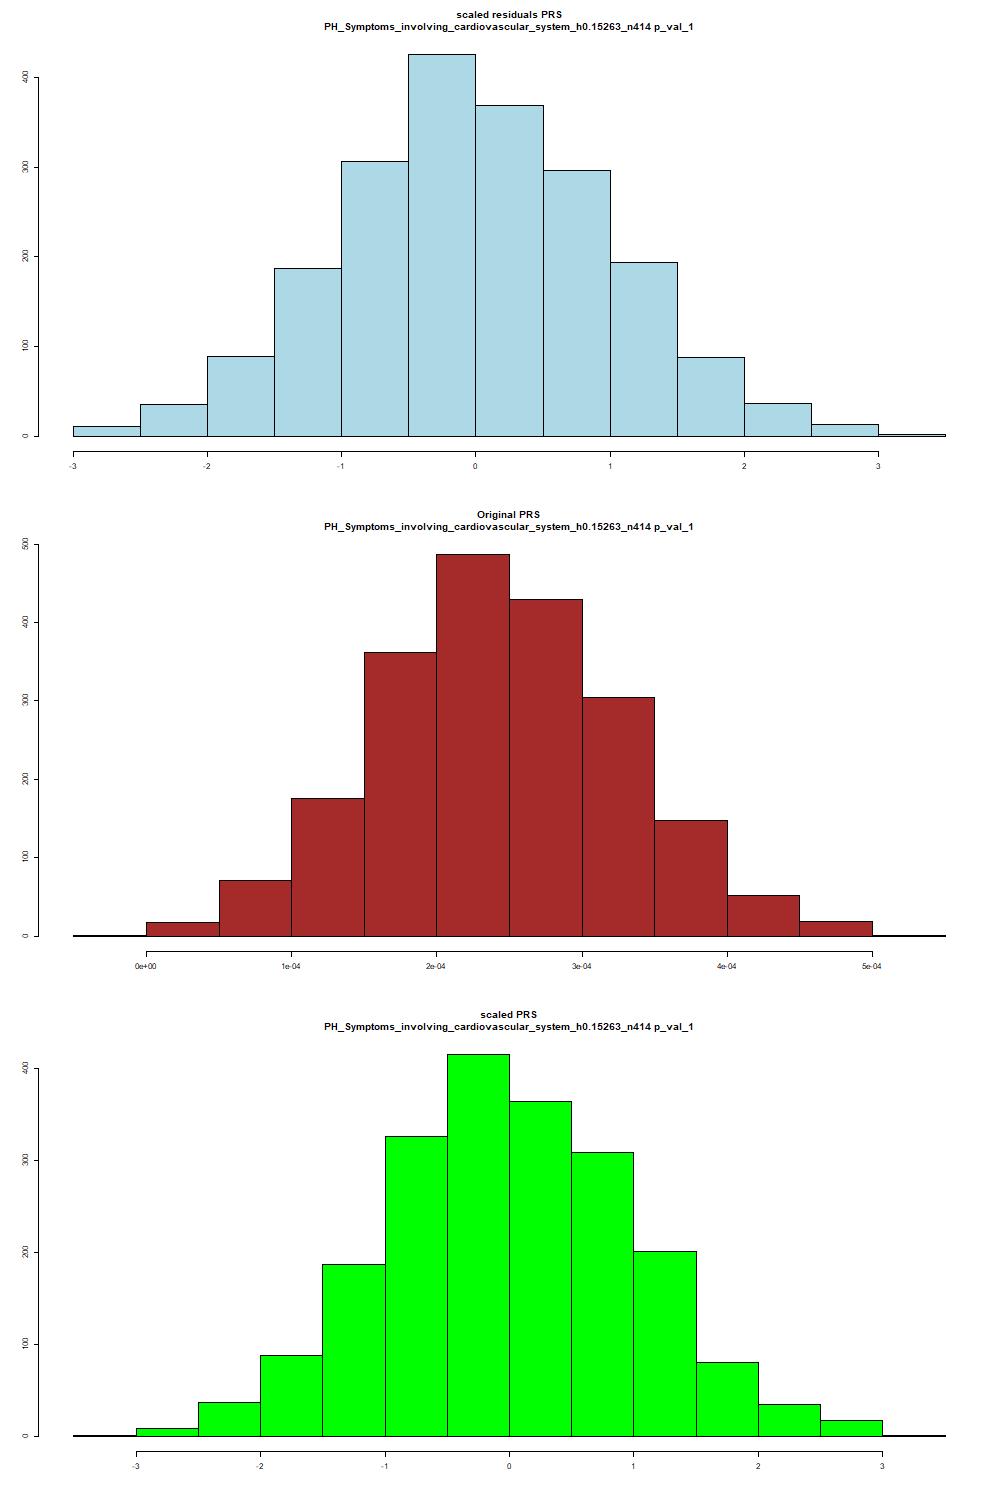 scaled residuals PRS
PH_Symptoms_involving_cardiovascular_system_h0.15263_n414 p_val_1
400
300
200
100
0
-3 -2 -1 0 1 2 3
Original PRS
PH_Symptoms_involving_cardiovascular_system_h0.15263_n414 p_val_1
500
400
300
200
100
0
0e+00 1e-04 2e-04 3e-04 4e-04 5e-04
scaled PRS
PH_Symptoms_involving_cardiovascular_system_h0.15263_n414 p_val_1
400
300
200
100
0
-3 -2 -1 0 1 2 3